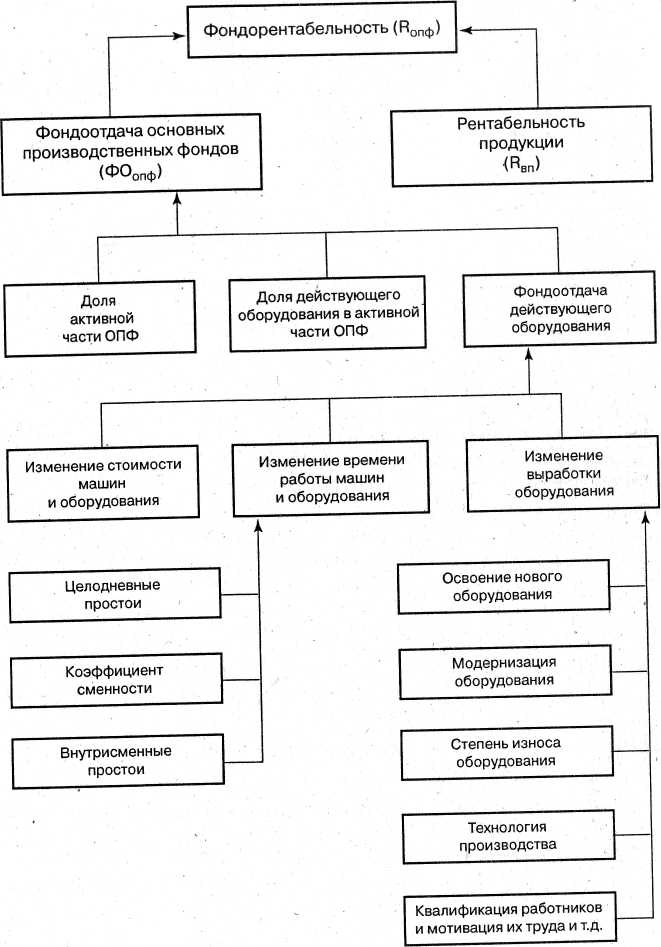 Фондорентабельность (Rопф)
Фондоотдача основных
производственных фондов
(ФОопф)
Рентабельность
продукции
(Rвп)
Доля
активной
части ОПФ
Доля действующего
оборудования в активной
части ОПФ
Фондоотдача
действующего
оборудования
Изменение стоимости
машин
и оборудования
Изменение времени
работы машин
и оборудования
Изменение
выработки
оборудования
Целодневные
простои
Коэффициент
сменности
Внутрисменные
простои
Освоение нового
оборудования
Модернизация
оборудования
Степень износа
оборудования
Технология
производства
Квалификация работников
и мотивация их труда и т.д.